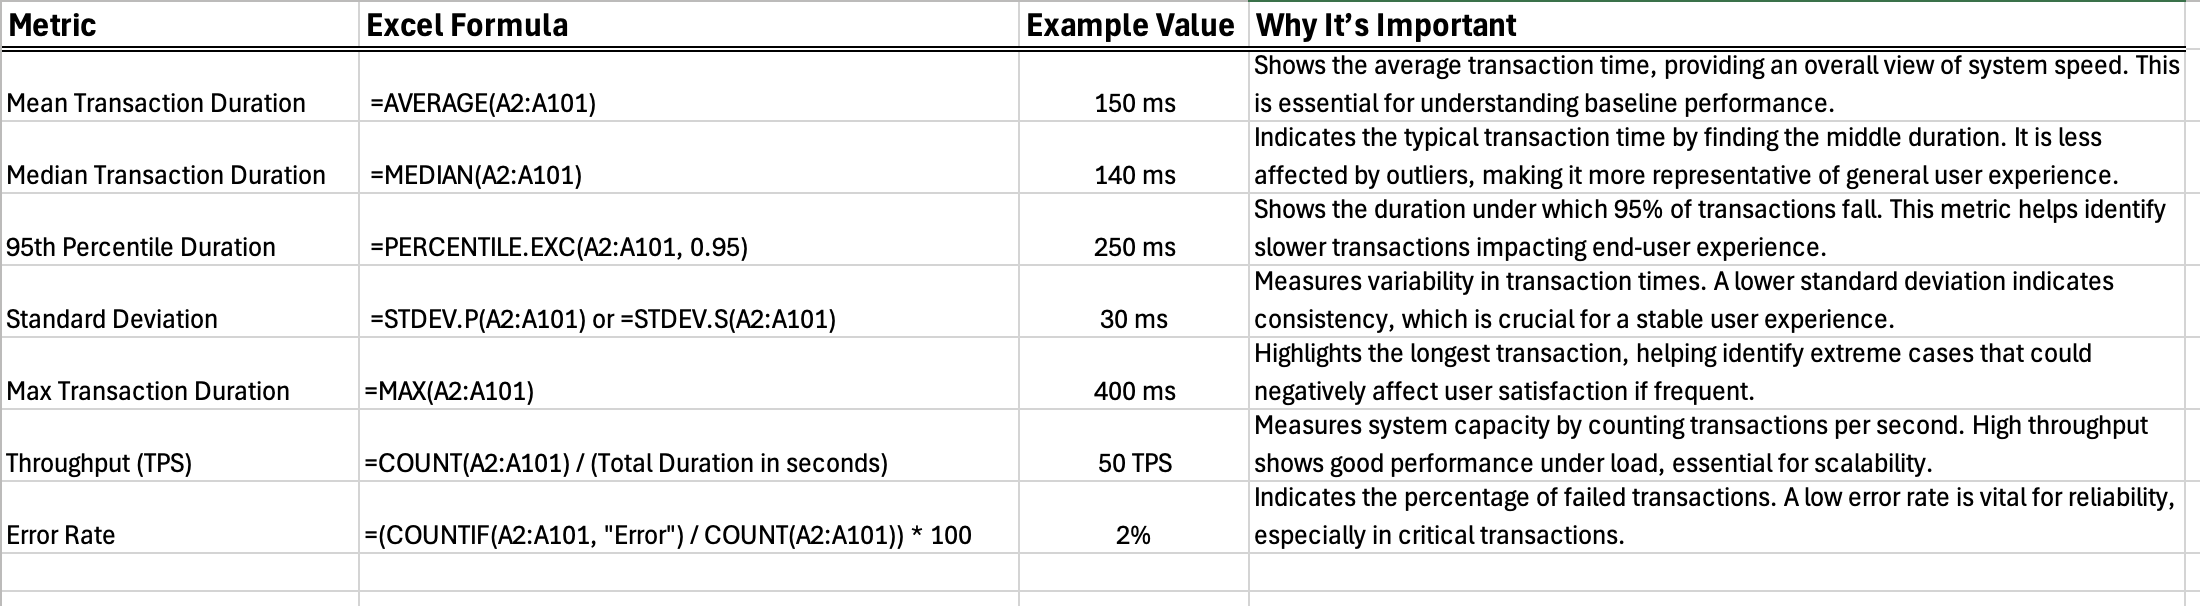 Metric Excel Formula Example Value Why It’s Important
Shows the average transaction time, providing an overall view of system speed. This
Mean Transaction Duration =AVERAGE(A2:A101) 150 ms is essential for understanding baseline performance.
Indicates the typical transaction time by finding the middle duration. It is less
Median Transaction Duration =MEDIAN(A2:A101) 140 ms affected by outliers, making it more representative of general user experience.
Shows the duration under which 95% of transactions fall. This metric helps identify
95th Percentile Duration =PERCENTILE.EXC(A2:A101, 0.95) 250 ms slower transactions impacting end-user experience.
Measures variability in transaction times. A lower standard deviation indicates
Standard Deviation =STDEV.P(A2:A101) or =STDEV.S(A2:A101) 30 ms consistency, which is crucial for a stable user experience.
Highlights the longest transaction, helping identify extreme cases that could
Max Transaction Duration =MAX(A2:A101) 400 ms negatively affect user satisfaction if frequent.
Measures system capacity by counting transactions per second. High throughput
Throughput (TPS) =COUNT(A2:A101) / (Total Duration in seconds) 50 TPS shows good performance under load, essential for scalability.
Indicates the percentage of failed transactions. A low error rate is vital for reliability,
Error Rate =(COUNTIF(A2:A101, "Error") / COUNT(A2:A101)) * 100 2% especially in critical transactions.